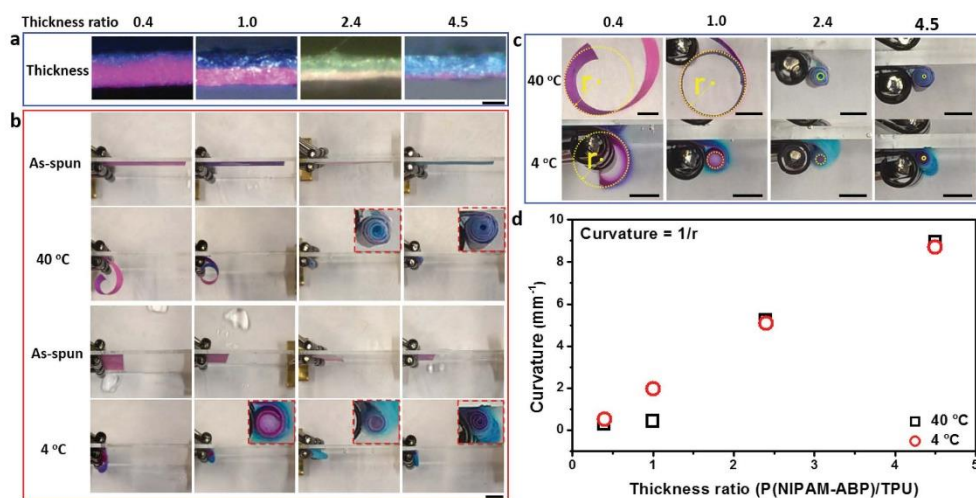 Thickness ratio 0.4 1.0 2.4 4.5
a
Thickness
b
As-spun
40 °C
As-spun
4 °C
c
0.4 1.0 2.4 4.5
40 °C
r
r
4 °C
r
d
Curvature = 1/r
Curvature (mm⁻¹)
10
8
6
4
2
0
40 °C
4 °C
0 1 2 3 4 5
Thickness ratio (P(NIPAM-ABP)/TPU)